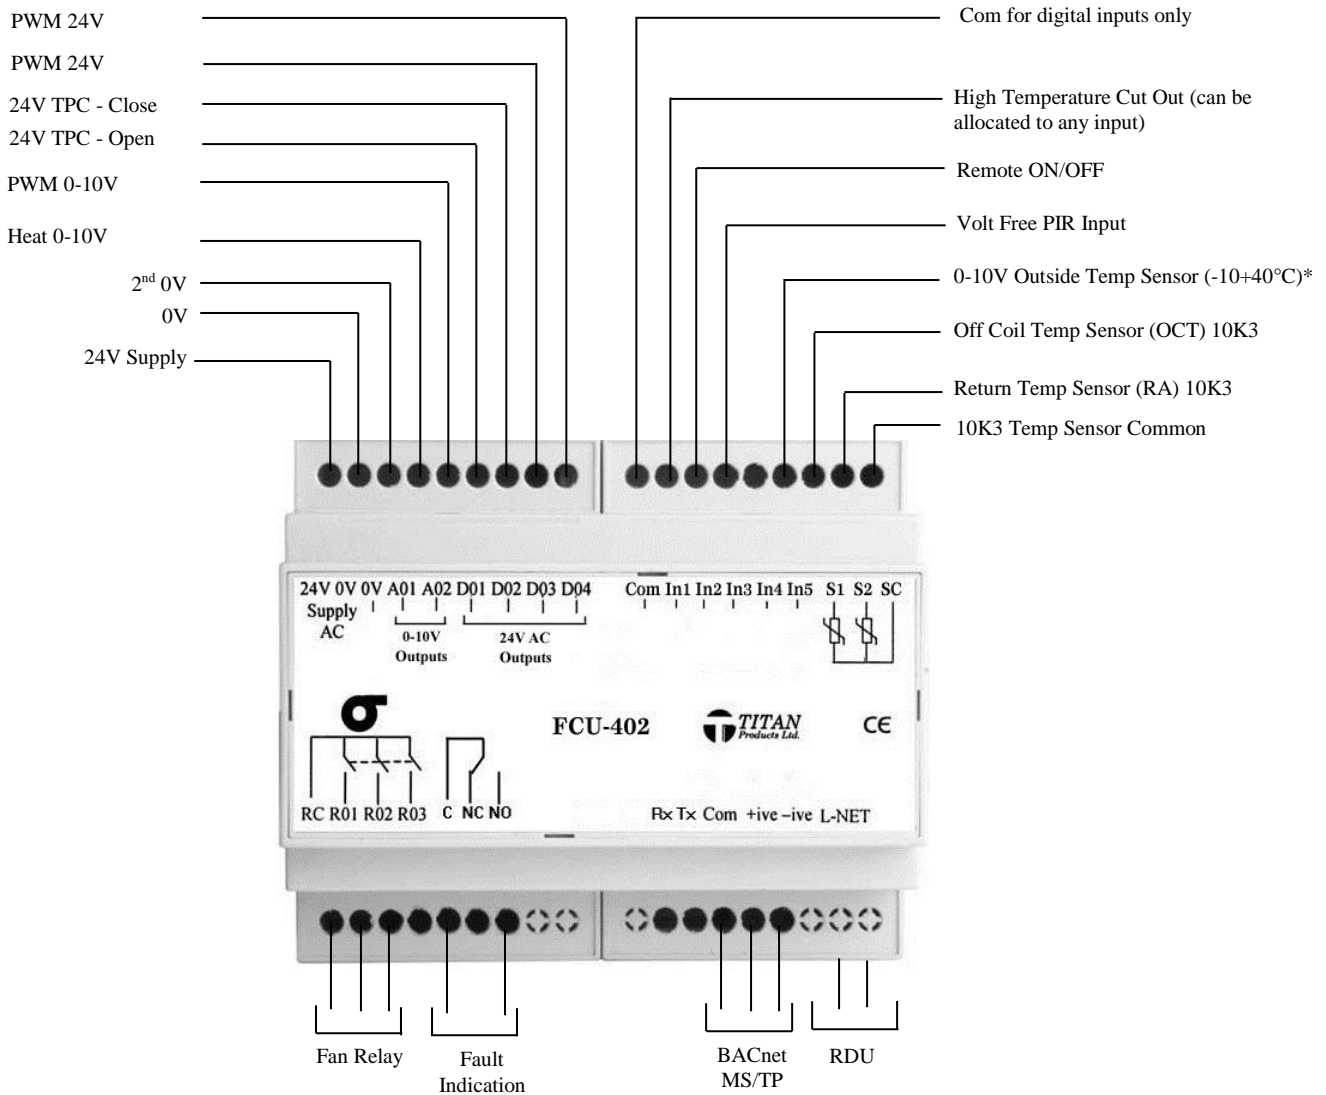 PWM 24V
PWM 24V
24V TPC - Close
24V TPC - Open
PWM 0-10V
Heat 0-10V
2nd 0V
0V
24V Supply
Com for digital inputs only
High Temperature Cut Out (can be
allocated to any input)
Remote ON/OFF
Volt Free PIR Input
0-10V Outside Temp Sensor (-10+40°C)*
Off Coil Temp Sensor (OCT) 10K3
Return Temp Sensor (RA) 10K3
10K3 Temp Sensor Common
24V 0V 0V A01 A02 D01 D02 D03 D04
Supply
AC
0-10V
Outputs
24V AC
Outputs
Com In1 In2 In3 In4 In5 S1 S2 SC
FCU-402
TITAN
Products Ltd.
CE
RC R01 R02 R03 C NC NO
Rx Tx Com +ive –ive L-NET
Fan Relay
Fault
Indication
BACnet
MS/TP
RDU